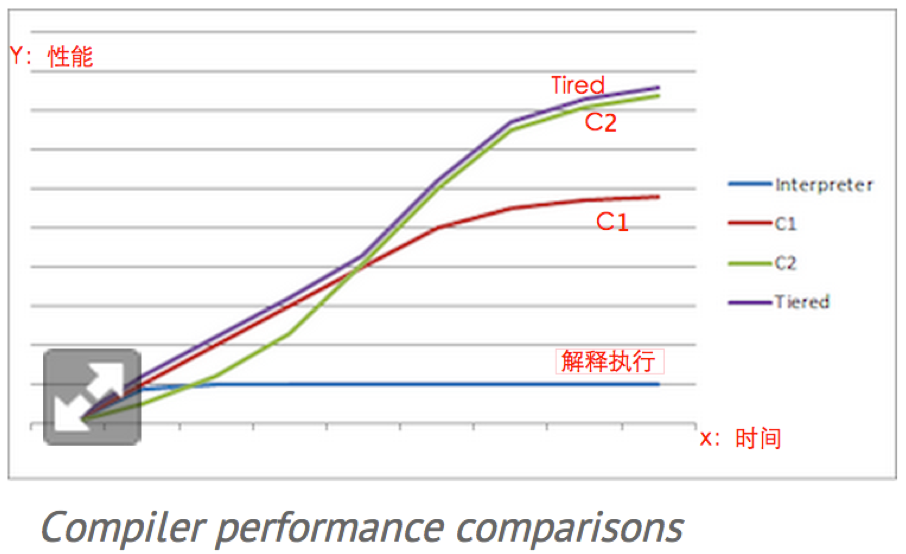 Y：性能
Tired
C2
Interpreter
C1
C1
C2
Tiered
解释执行
x：时间
Compiler performance comparisons